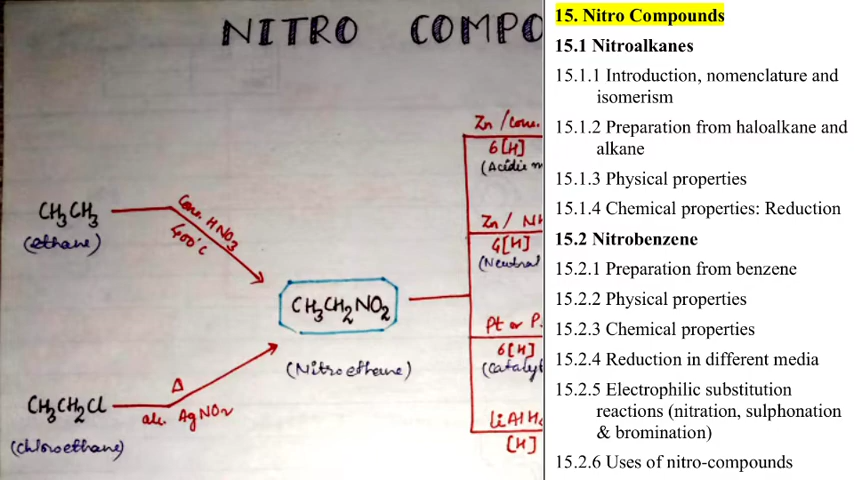 NITRO COMPO
Zn / Conc.
6[H]
(Acidic m
CH3CH3
(ethane)
Conc. HNO3
400°C
Zn / NH
4[H]
(Neutral
CH3CH2NO2
(Nitroethane)
Pt or P.
6[H]
(Catalyt
CH3CH2Cl
(Chloroethane)
Δ
alc. AgNO2
LiAlH4
[H]
15. Nitro Compounds
15.1 Nitroalkanes
15.1.1 Introduction, nomenclature and
isomerism
15.1.2 Preparation from haloalkane and
alkane
15.1.3 Physical properties
15.1.4 Chemical properties: Reduction
15.2 Nitrobenzene
15.2.1 Preparation from benzene
15.2.2 Physical properties
15.2.3 Chemical properties
15.2.4 Reduction in different media
15.2.5 Electrophilic substitution
reactions (nitration, sulphonation
& bromination)
15.2.6 Uses of nitro-compounds